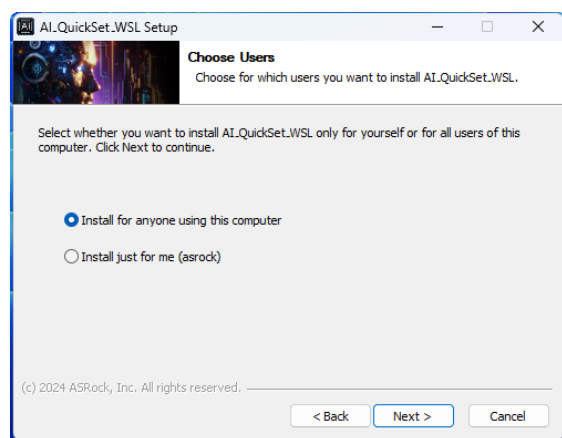 AI AI_QuickSet_WSL Setup
Choose Users
Choose for which users you want to install AI_QuickSet_WSL.
Select whether you want to install AI_QuickSet_WSL only for yourself or for all users of this
computer. Click Next to continue.
Install for anyone using this computer
Install just for me (asrock)
(c) 2024 ASRock, Inc. All rights reserved.
< Back Next > Cancel